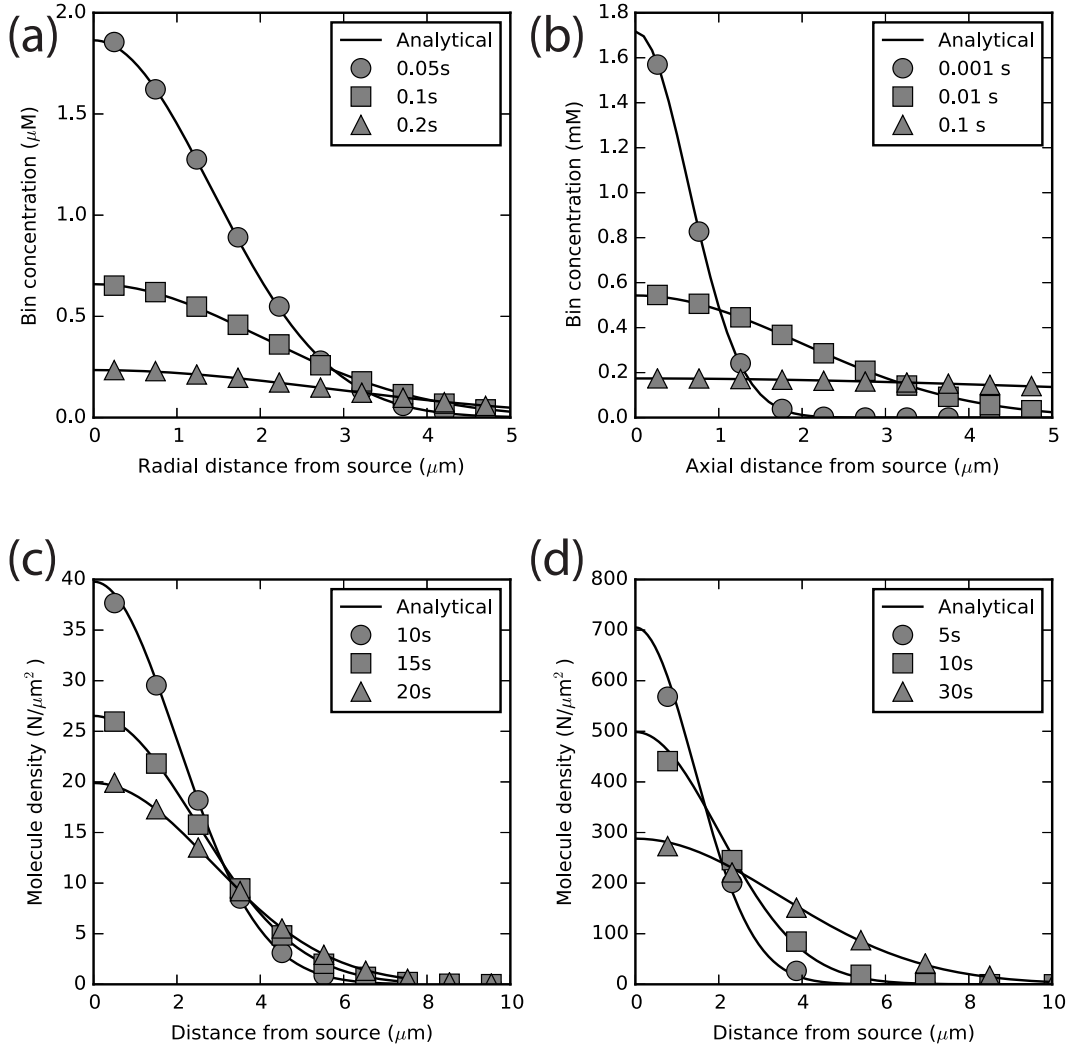 (a)
2.0
1.5
1.0
0.5
0.0
Bin concentration (μM)
Analytical
0.05s
0.1s
0.2s
0 1 2 3 4 5
Radial distance from source (μm)
(b)
1.8
1.6
1.4
1.2
1.0
0.8
0.6
0.4
0.2
0.0
Bin concentration (mM)
Analytical
0.001 s
0.01 s
0.1 s
0 1 2 3 4 5
Axial distance from source (μm)
(c)
40
35
30
25
20
15
10
5
0
Molecule density (N/μm²)
Analytical
10s
15s
20s
0 2 4 6 8 10
Distance from source (μm)
(d)
800
700
600
500
400
300
200
100
0
Molecule density (N/μm²)
Analytical
5s
10s
30s
0 2 4 6 8 10
Distance from source (μm)